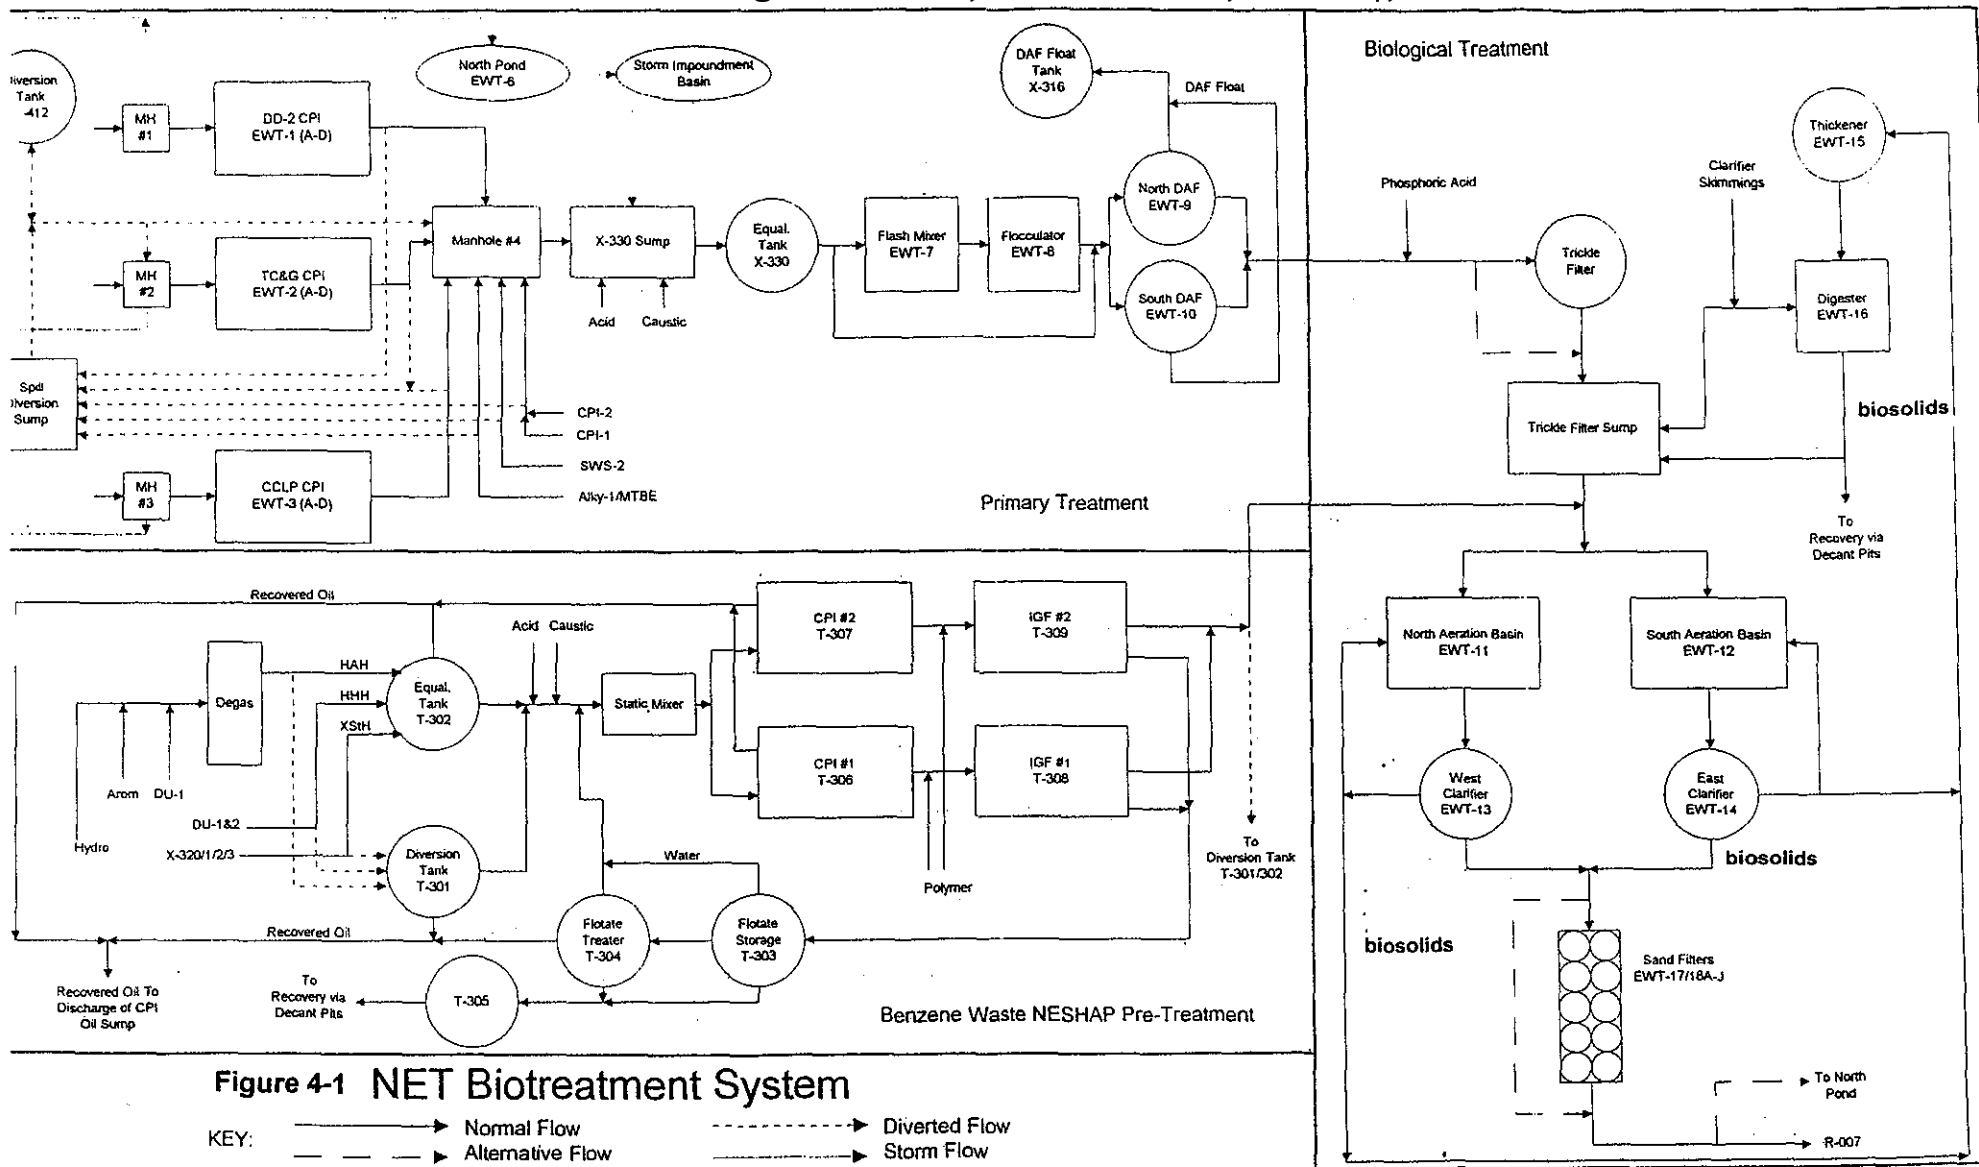 Biological Treatment
North Pond
EWT-6
Storm Impoundment
Basin
DAF Float
Tank
X-316
DAF Float
Tank
-412
MH
#1
DD-2 CPI
EWT-1 (A-D)
Thickener
EWT-15
Clarifier
Skimmings
Phosphoric Acid
North DAF
EWT-9
Manhole #4
X-330 Sump
Equal.
Tank
X-330
Flash Mixer
EWT-7
Flocculator
EWT-8
Trickle
Filter
MH
#2
TC&G CPI
EWT-2 (A-D)
South DAF
EWT-10
Digester
EWT-16
Acid
Caustic
Sump
CPI-2
CPI-1
SWS-2
Alky-1/MTBE
biosolids
Trickle Filter Sump
MH
#3
CCLP CPI
EWT-3 (A-D)
Primary Treatment
To
Recovery via
Decant Pits
Recovered Oil
Acid
Caustic
CPI #2
T-307
IGF #2
T-309
North Aeration Basin
EWT-11
South Aeration Basin
EWT-12
Degas
HAH
HHH
XStH
Equal.
Tank
T-302
Static Mixer
CPI #1
T-306
IGF #1
T-308
West
Clarifier
EWT-13
East
Clarifier
EWT-14
Arom
DU-1
Hydro
DU-1&2
X-320/1/2/3
Diversion
Tank
T-301
Water
Polymer
To
Diversion Tank
T-301/302
biosolids
Recovered Oil
Flotate
Treater
T-304
Flotate
Storage
T-303
biosolids
Sand Filters
EWT-17/18A-J
Recovered Oil To
Discharge of CPI
Oil Sump
To
Recovery via
Decant Pits
T-305
Benzene Waste NESHAP Pre-Treatment
To North
Pond
R-007
Figure 4-1 NET Biotreatment System
KEY:
Normal Flow
Diverted Flow
Alternative Flow
Storm Flow